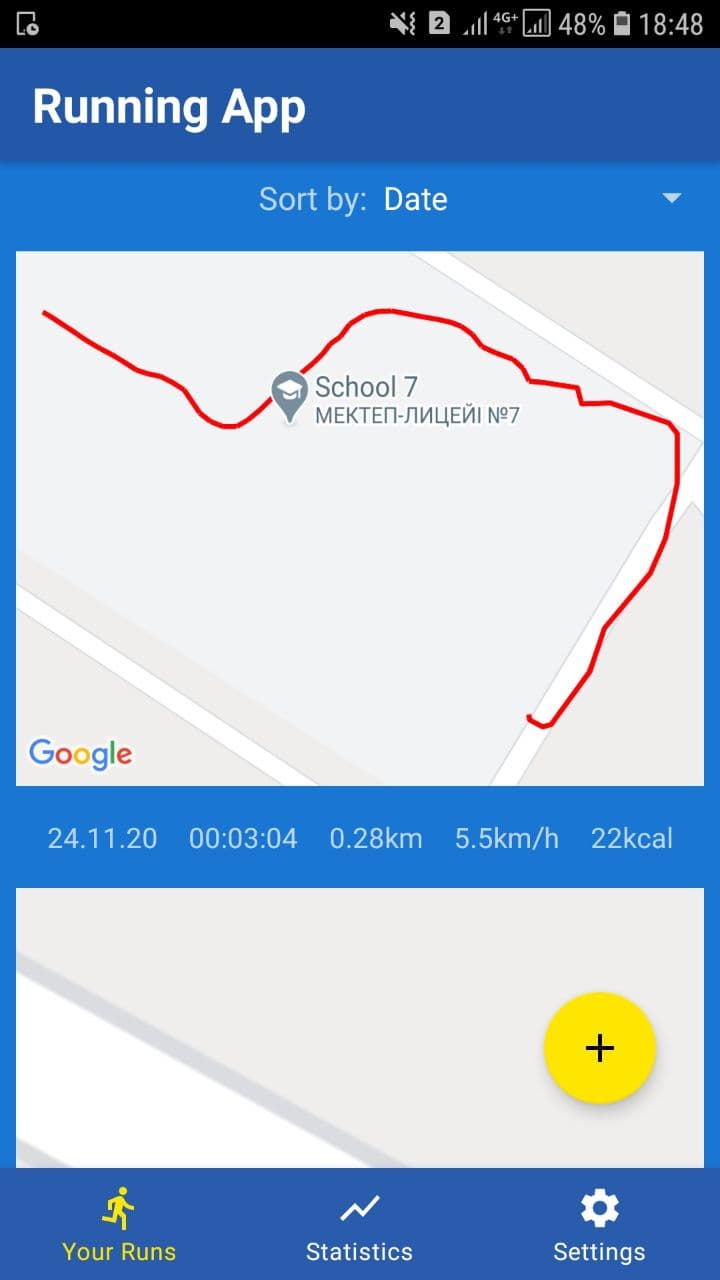 2 4G+ 48% 18:48
Running App
Sort by: Date
School 7
МЕКТЕП-ЛИЦЕЙІ №7
Google
24.11.20 00:03:04 0.28km 5.5km/h 22kcal
+
Your Runs Statistics Settings